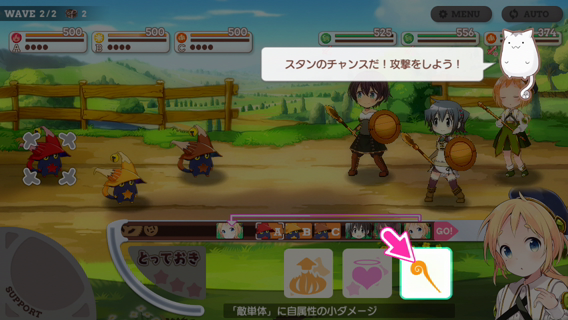 WAVE 2/2 2
MENU
AUTO
500 500 500
525 556 374
A B C
スタンのチャンスだ！攻撃をしよう！
A B C
GO!
とっておき
SUPPORT
「敵単体」に自属性の小ダメージ